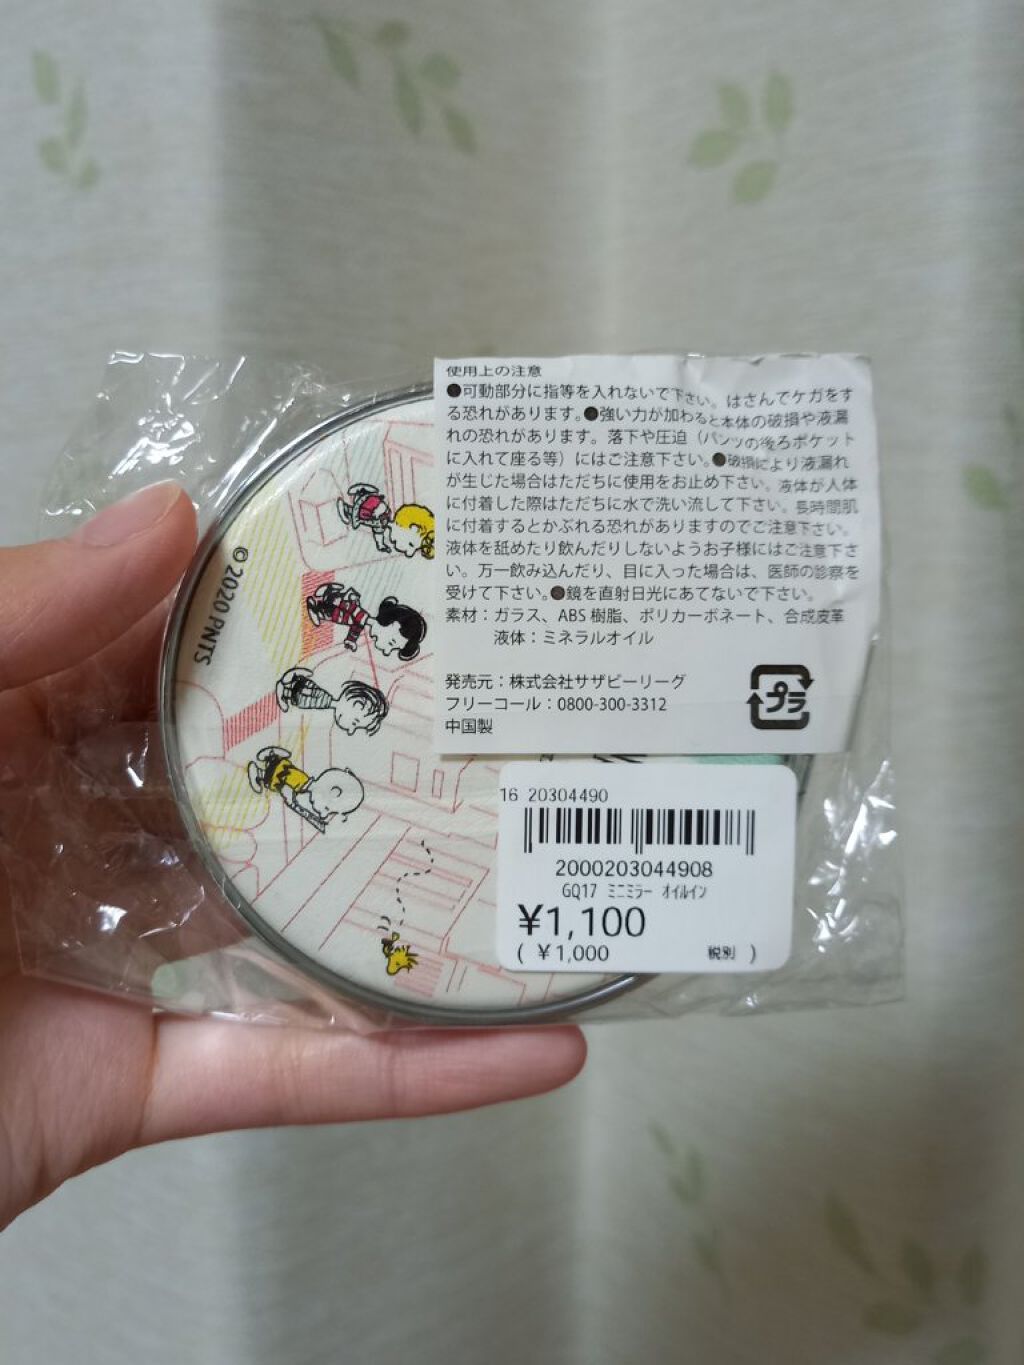 使用上の注意
●可動部分に指等を入れないで下さい。はさんでケガをす
る恐れがあります。●強い力が加わると本体の破損や液漏
れの恐れがあります。落下や圧迫（パンツの後ろポケット
に入れて座る等）にはご注意下さい。●破損により液漏れ
が生じた場合はただちに使用をお止め下さい。液体が人体
に付着した際はただちに水で洗い流して下さい。長時間肌
に付着するとかぶれる恐れがありますのでご注意下さい。
液体を舐めたり飲んだりしないようお子様にはご注意下さ
い。万一飲み込んだり、目に入った場合は、医師の診察を
受けて下さい。●鏡を直射日光にあてないで下さい。
素材：ガラス、ABS 樹脂、ポリカーボネート、合成皮革
液体：ミネラルオイル
発売元：株式会社サザビーリーグ
フリーコール：0800-300-3312
中国製
プラ
©2020 PNTS
16 20304490
2000203044908
GQ17 ミニミラー オイルイン
¥1,100
(¥1,000 税別)